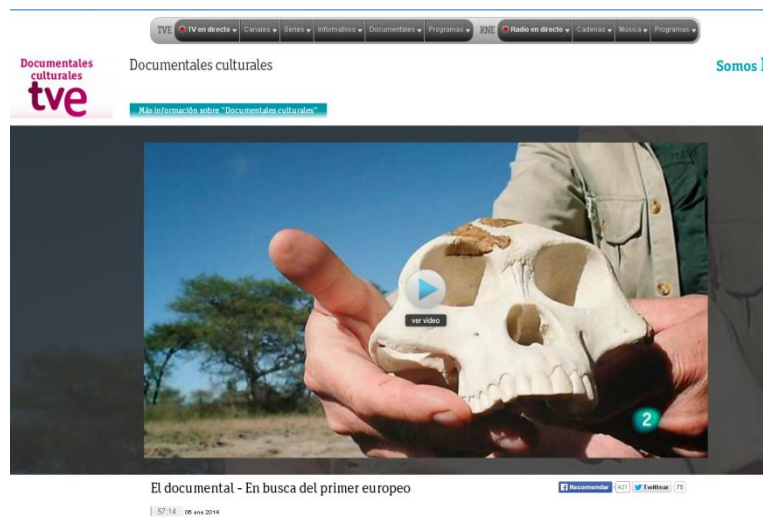 TVE TV en directo Canales Series Informativos Documentales Programas RNE Radio en directo Cadenas Música Programas
Documentales
culturales
tve
Documentales culturales
Somos
Más información sobre "Documentales culturales"
ver vídeo
2
El documental - En busca del primer europeo
Recomendar 421 Twittear 75
57:14 06 ene 2014